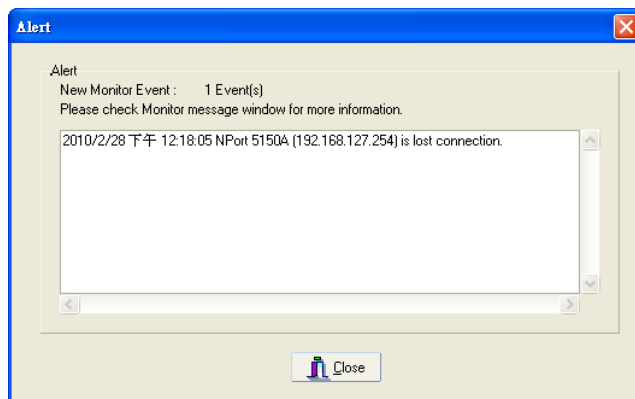 Alert
Alert
New Monitor Event : 1 Event(s)
Please check Monitor message window for more information.
2010/2/28 下午 12:18:05 NPort 5150A (192.168.127.254) is lost connection.
Close